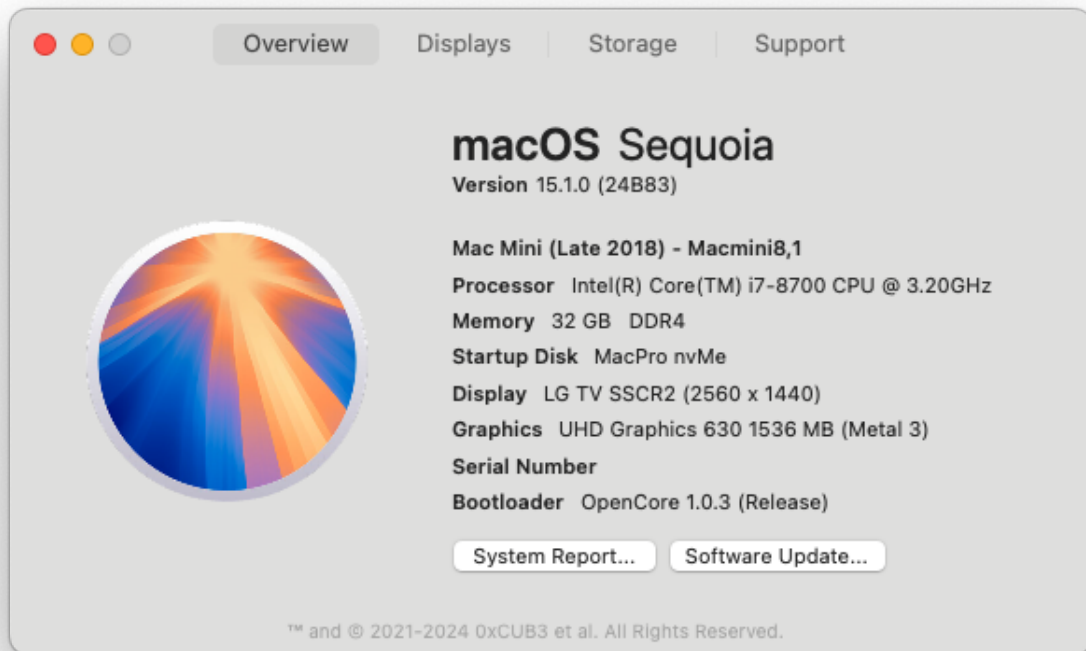 Overview Displays Storage Support
macOS Sequoia
Version 15.1.0 (24B83)
Mac Mini (Late 2018) - Macmini8,1
Processor Intel(R) Core(TM) i7-8700 CPU @ 3.20GHz
Memory 32 GB DDR4
Startup Disk MacPro nvMe
Display LG TV SSCR2 (2560 x 1440)
Graphics UHD Graphics 630 1536 MB (Metal 3)
Serial Number
Bootloader OpenCore 1.0.3 (Release)
System Report... Software Update...
™ and © 2021-2024 0xCUB3 et al. All Rights Reserved.